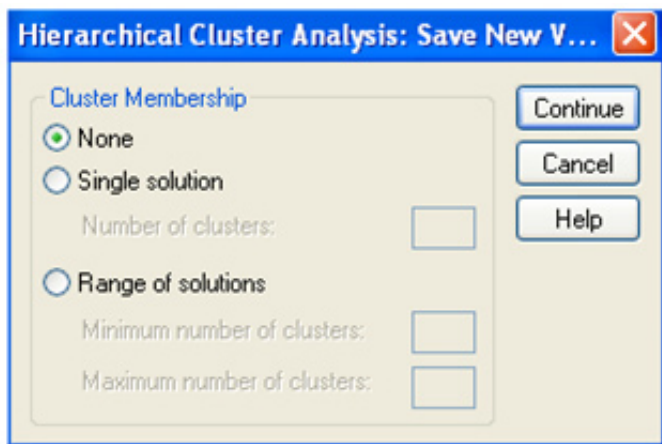 Hierarchical Cluster Analysis: Save New V...
Cluster Membership
None
Single solution
Number of clusters:
Range of solutions
Minimum number of clusters:
Maximum number of clusters:
Continue
Cancel
Help